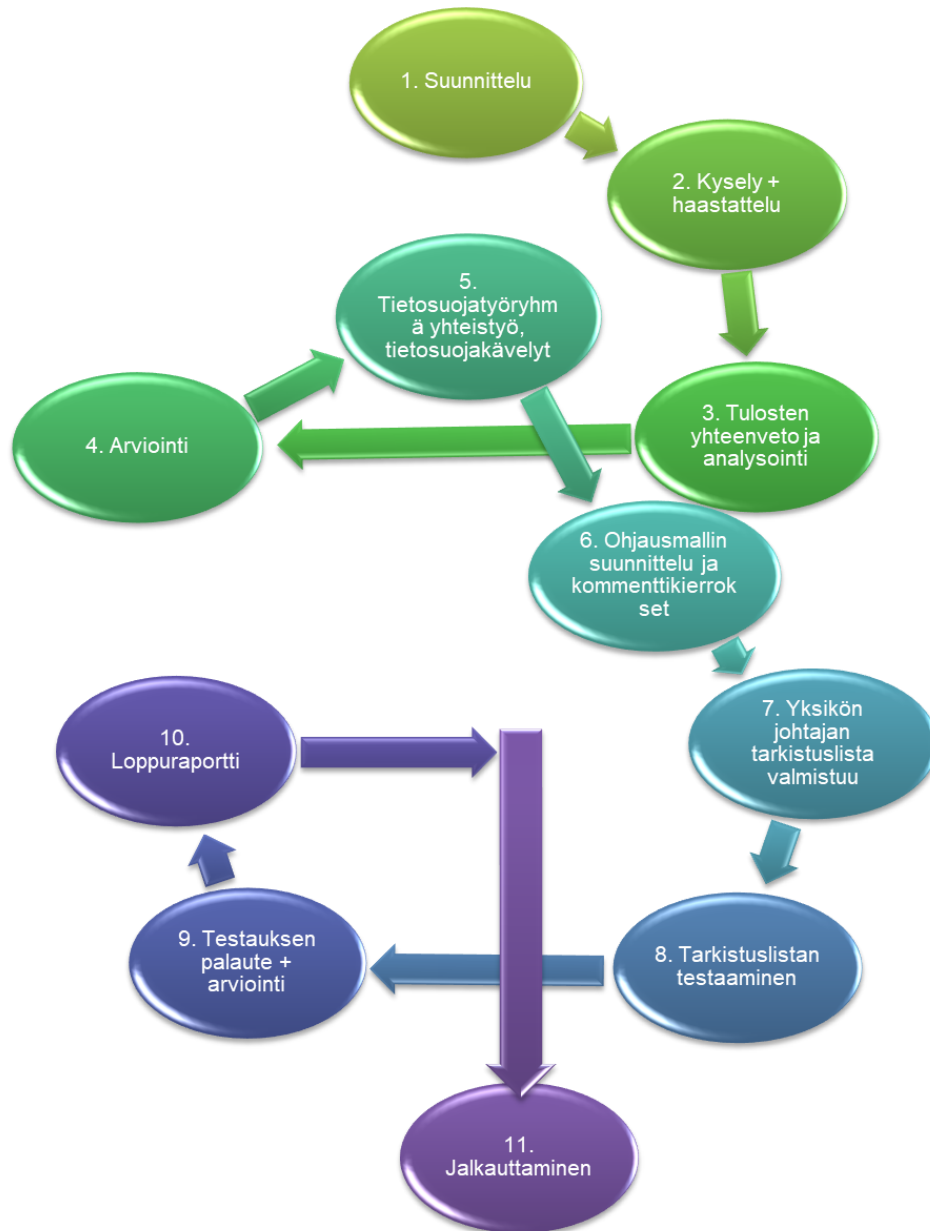 1. Suunnittelu
2. Kysely +
haastattelu
3. Tulosten
yhteenveto ja
analysointi
4. Arviointi
5.
Tietosuojatyöryhm
ä yhteistyö,
tietosuojakävelyt
6. Ohjausmallin
suunnittelu ja
kommenttikierrok
set
7. Yksikön
johtajan
tarkistuslista
valmistuu
8. Tarkistuslistan
testaaminen
9. Testauksen
palaute +
arviointi
10.
Loppuraportti
11.
Jalkauttaminen